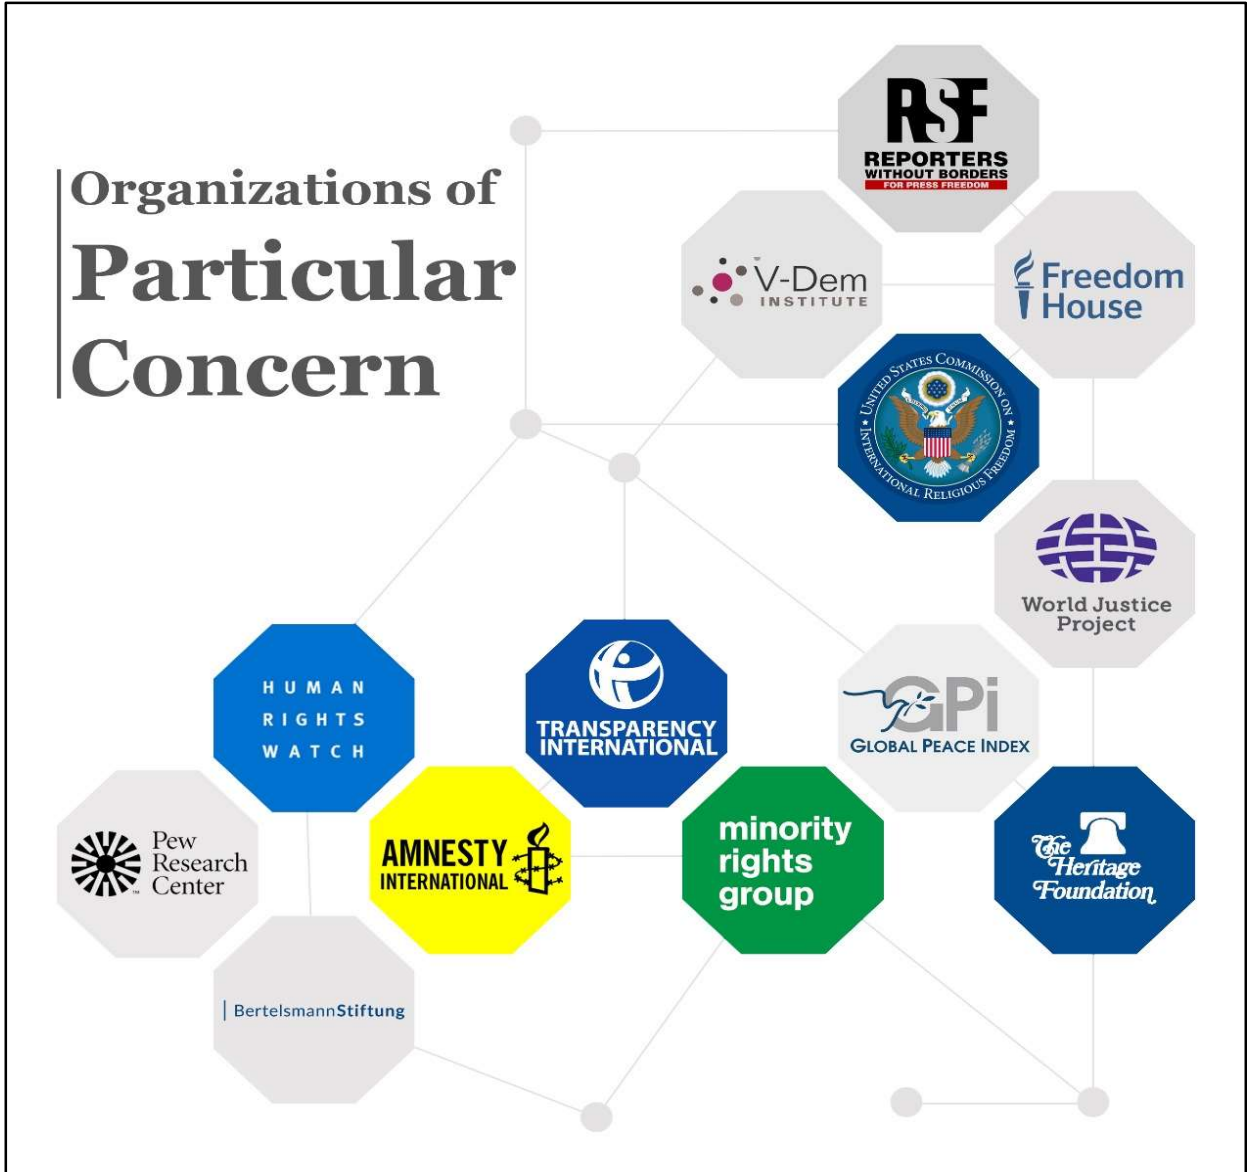 Organizations of
Particular
Concern
RSF
REPORTERS
WITHOUT BORDERS
FOR PRESS FREEDOM
V-Dem
INSTITUTE
Freedom
House
UNITED STATES COMMISSION ON
INTERNATIONAL RELIGIOUS FREEDOM
World Justice
Project
HUMAN
RIGHTS
WATCH
TRANSPARENCY
INTERNATIONAL
GPi
GLOBAL PEACE INDEX
Pew
Research
Center
AMNESTY
INTERNATIONAL
minority
rights
group
The
Heritage
Foundation
BertelsmannStiftung